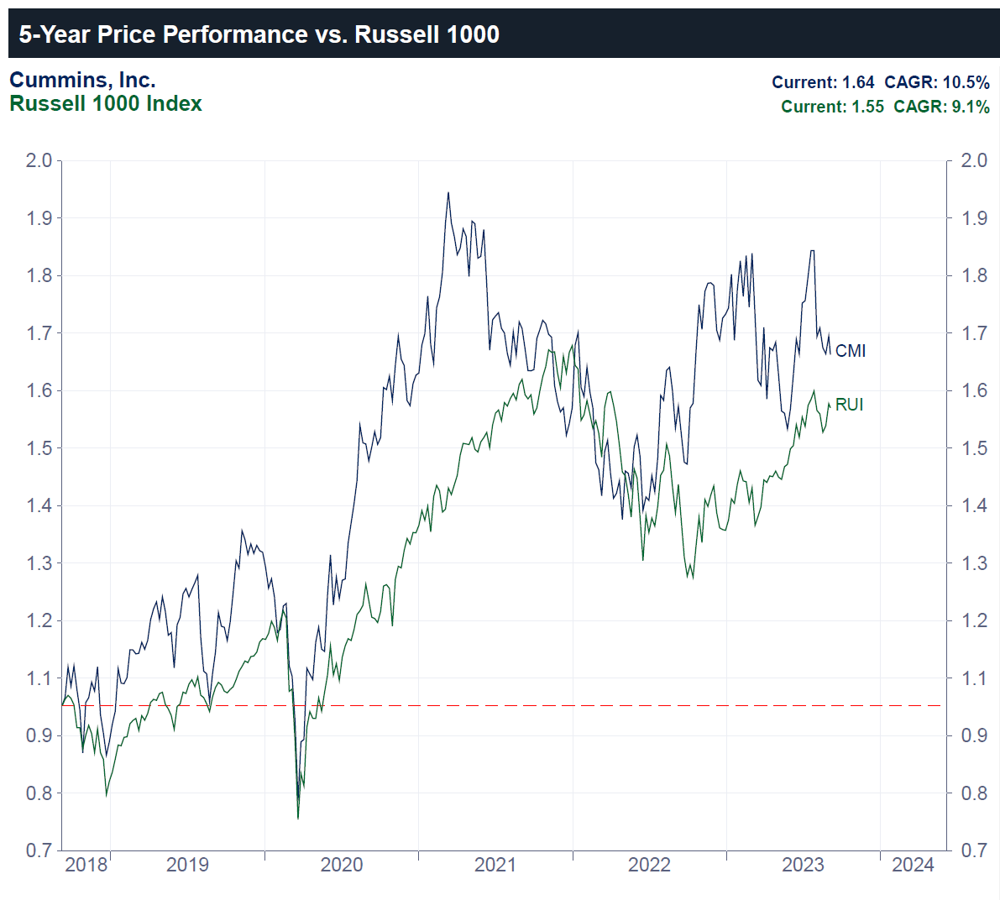 5-Year Price Performance vs. Russell 1000
Cummins, Inc.
Current: 1.64 CAGR: 10.5%
Russell 1000 Index
Current: 1.55 CAGR: 9.1%
2.0 2.0
1.9 1.9
1.8 1.8
1.7 1.7
CMI
1.6 1.6
RUI
1.5 1.5
1.4 1.4
1.3 1.3
1.2 1.2
1.1 1.1
0.9 0.9
0.8 0.8
0.7 0.7
2018 2019 2020 2021 2022 2023 2024